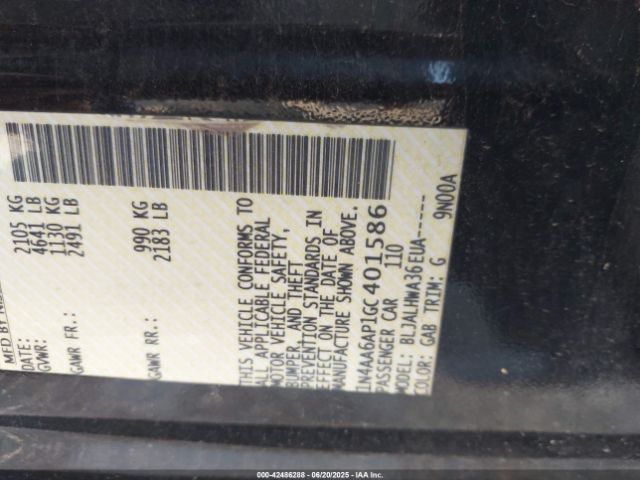 MFD BY
DATE:
GVWR: 2105 KG
4641 LB
GAWR FR.: 1130 KG
2491 LB
GAWR RR.: 990 KG
2183 LB
THIS VEHICLE CONFORMS TO
ALL APPLICABLE FEDERAL
MOTOR VEHICLE SAFETY,
BUMPER, AND THEFT
PREVENTION STANDARDS IN
EFFECT ON THE DATE OF
MANUFACTURE SHOWN ABOVE.
1N4AA6AP1GC401586
PASSENGER CAR 110
MODEL: BLJALHWA36EUA-----
COLOR: GAB TRIM: G 9N00A
000-42486288 - 06/20/2025 - IAA Inc.